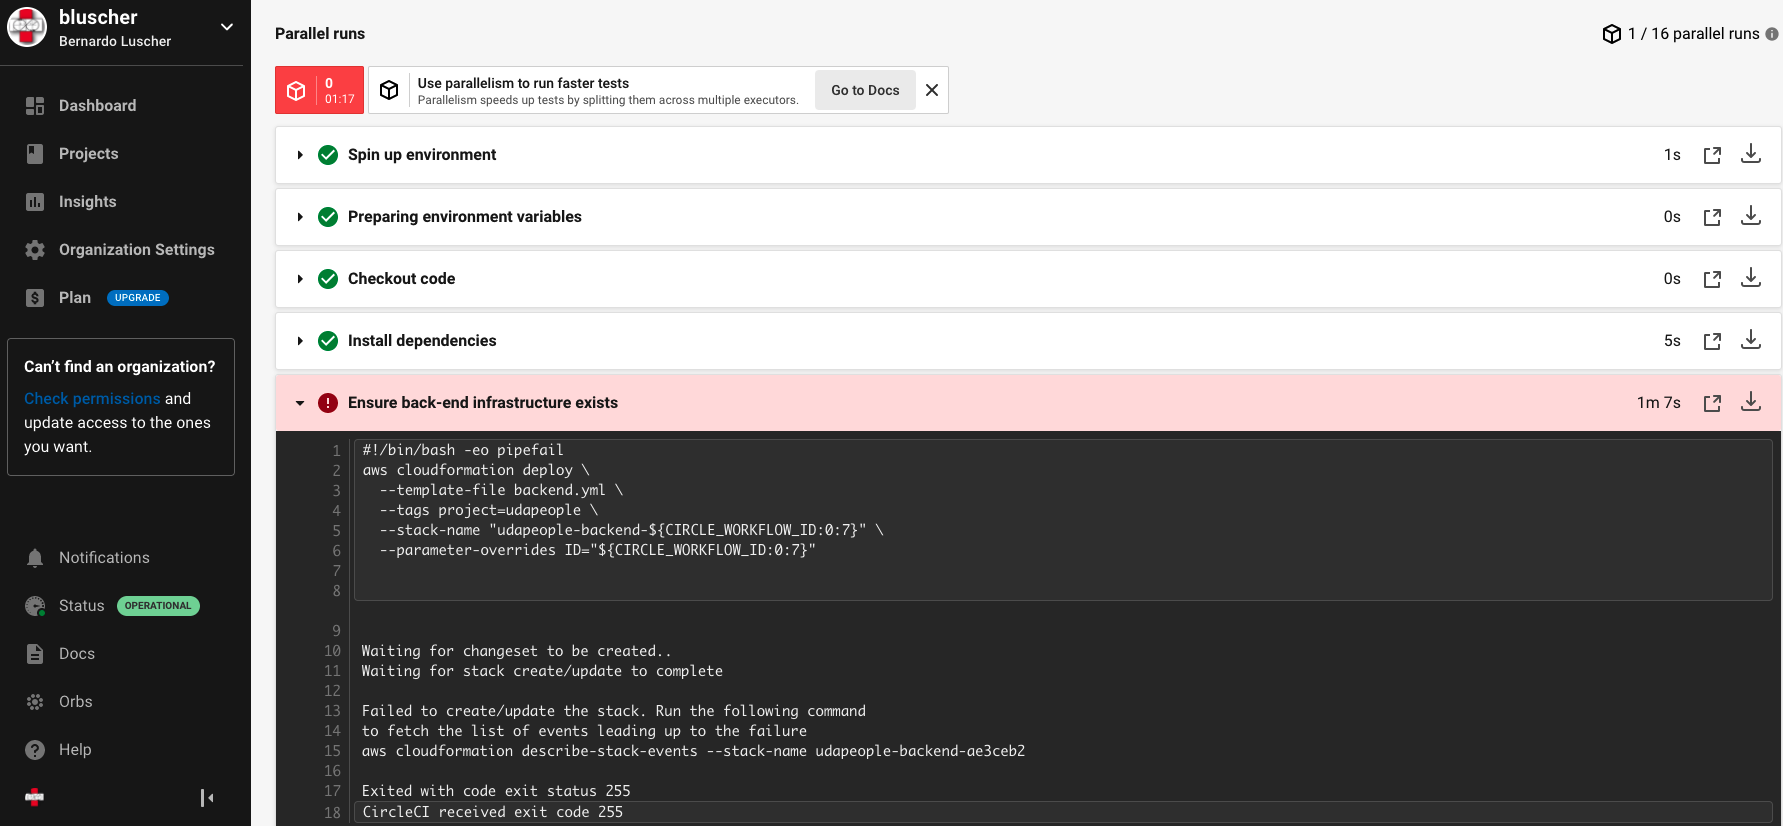 bluscher
Bernardo Luscher
Dashboard
Projects
Insights
Organization Settings
Plan UPGRADE
Can't find an organization?
Check permissions and
update access to the ones
you want.
Notifications
Status OPERATIONAL
Docs
Orbs
Help
Parallel runs
1 / 16 parallel runs
0
01:17
Use parallelism to run faster tests
Parallelism speeds up tests by splitting them across multiple executors.
Go to Docs
Spin up environment 1s
Preparing environment variables 0s
Checkout code 0s
Install dependencies 5s
Ensure back-end infrastructure exists 1m 7s
1 #!/bin/bash -eo pipefail
2 aws cloudformation deploy \
3 --template-file backend.yml \
4 --tags project=udapeople \
5 --stack-name "udapeople-backend-${CIRCLE_WORKFLOW_ID:0:7}" \
6 --parameter-overrides ID="${CIRCLE_WORKFLOW_ID:0:7}"
7
8
9
10 Waiting for changeset to be created..
11 Waiting for stack create/update to complete
12
13 Failed to create/update the stack. Run the following command
14 to fetch the list of events leading up to the failure
15 aws cloudformation describe-stack-events --stack-name udapeople-backend-ae3ceb2
16
17 Exited with code exit status 255
18 CircleCI received exit code 255